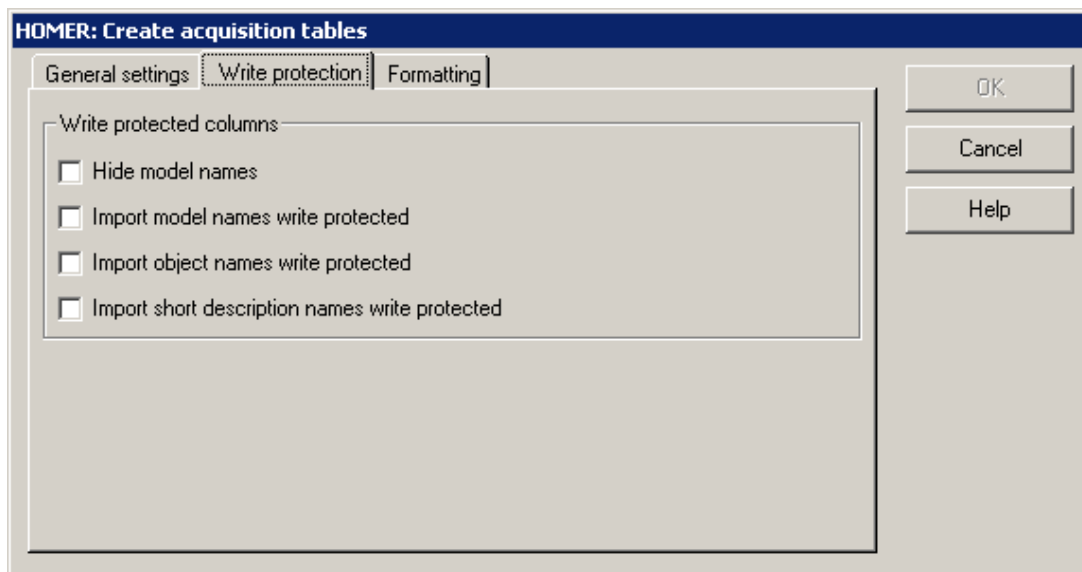 HOMER: Create acquisition tables
General settings
Write protection
Formatting
OK
Cancel
Help
Write protected columns
Hide model names
Import model names write protected
Import object names write protected
Import short description names write protected